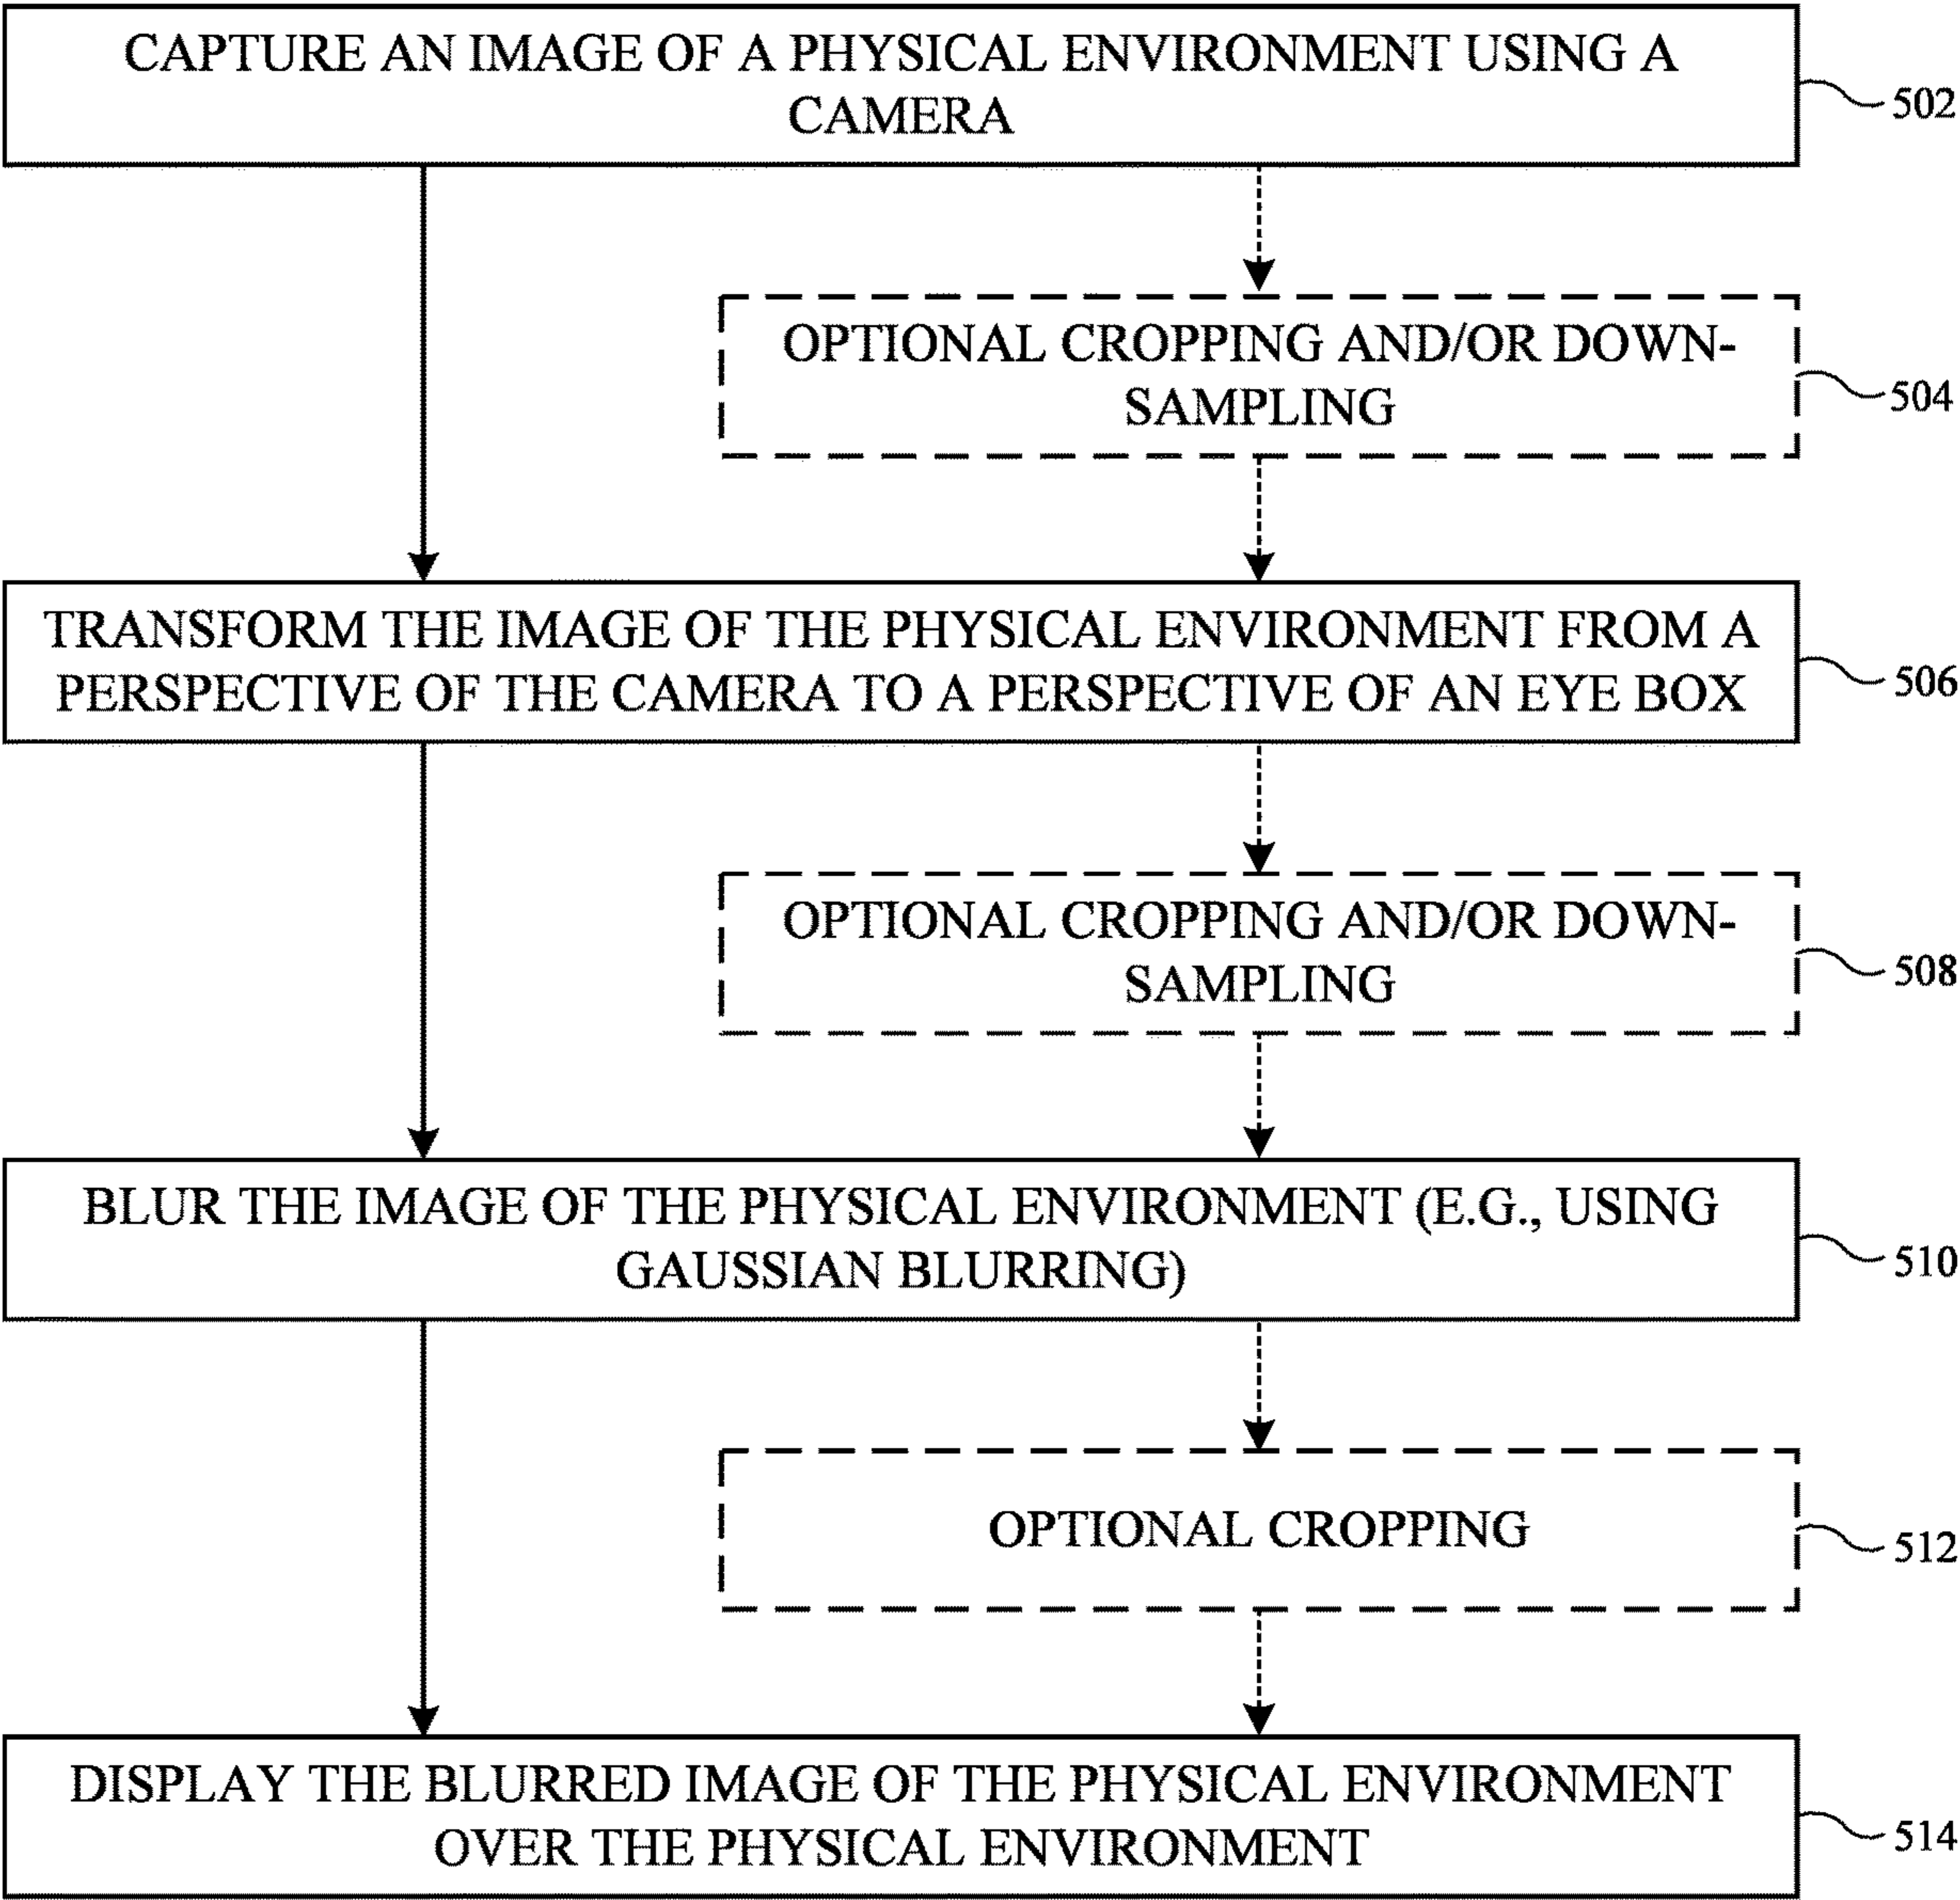 CAPTURE AN IMAGE OF A PHYSICAL ENVIRONMENT USING A
CAMERA
502
OPTIONAL CROPPING AND/OR DOWN-
SAMPLING
504
TRANSFORM THE IMAGE OF THE PHYSICAL ENVIRONMENT FROM A
PERSPECTIVE OF THE CAMERA TO A PERSPECTIVE OF AN EYE BOX
506
OPTIONAL CROPPING AND/OR DOWN-
SAMPLING
508
BLUR THE IMAGE OF THE PHYSICAL ENVIRONMENT (E.G., USING
GAUSSIAN BLURRING)
510
OPTIONAL CROPPING
512
DISPLAY THE BLURRED IMAGE OF THE PHYSICAL ENVIRONMENT
OVER THE PHYSICAL ENVIRONMENT
514